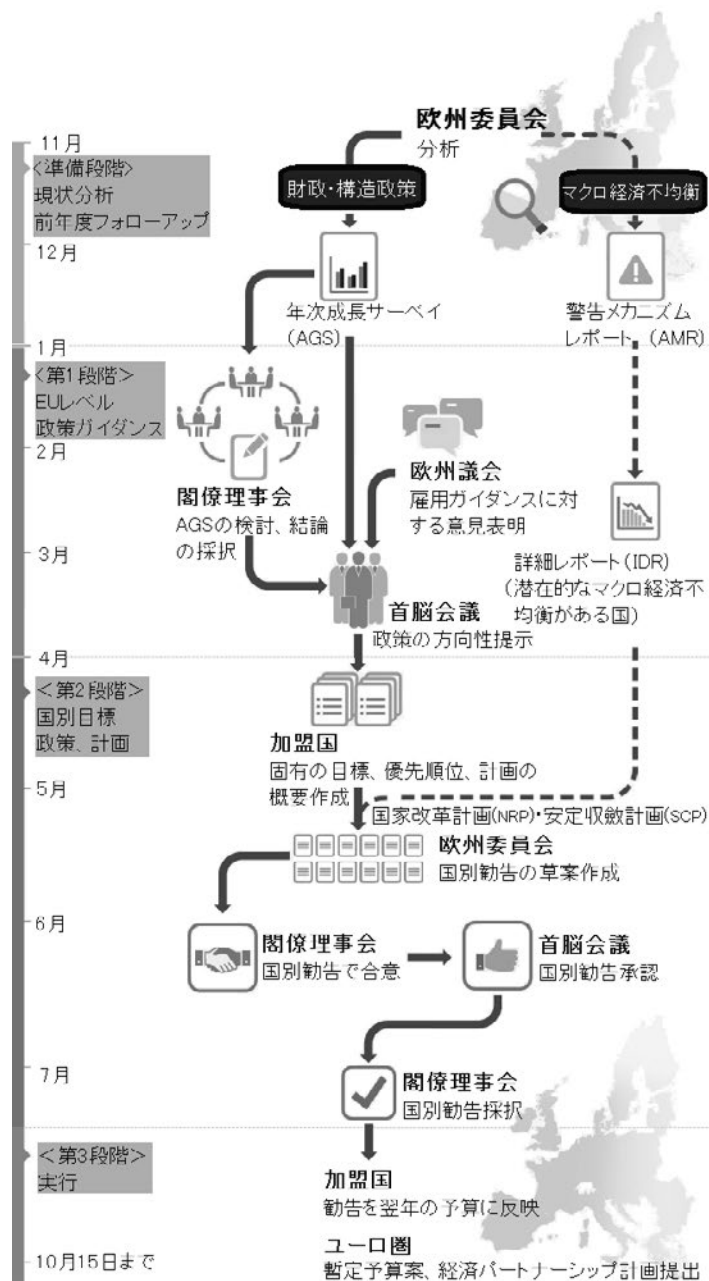 欧州委員会
分析
11月
<準備段階>
現状分析
前年度フォローアップ
財政・構造政策
マクロ経済不均衡
12月
年次成長サーベイ
(AGS)
警告メカニズム
レポート (AMR)
1月
<第1段階>
EUレベル
政策ガイダンス
2月
閣僚理事会
AGSの検討、結論
の採択
欧州議会
雇用ガイダンスに対
する意見表明
3月
詳細レポート(IDR)
(潜在的なマクロ経済不
均衡がある国)
首脳会議
政策の方向性提示
4月
<第2段階>
国別目標
政策、計画
加盟国
固有の目標、優先順位、計画の
概要作成
5月
国家改革計画(NRP)・安定収斂計画(SCP)
欧州委員会
国別勧告の草案作成
6月
閣僚理事会
国別勧告で合意
首脳会議
国別勧告承認
7月
閣僚理事会
国別勧告採択
<第3段階>
実行
加盟国
勧告を翌年の予算に反映
ユーロ圏
10月15日まで
暫定予算案、経済パートナーシップ計画提出